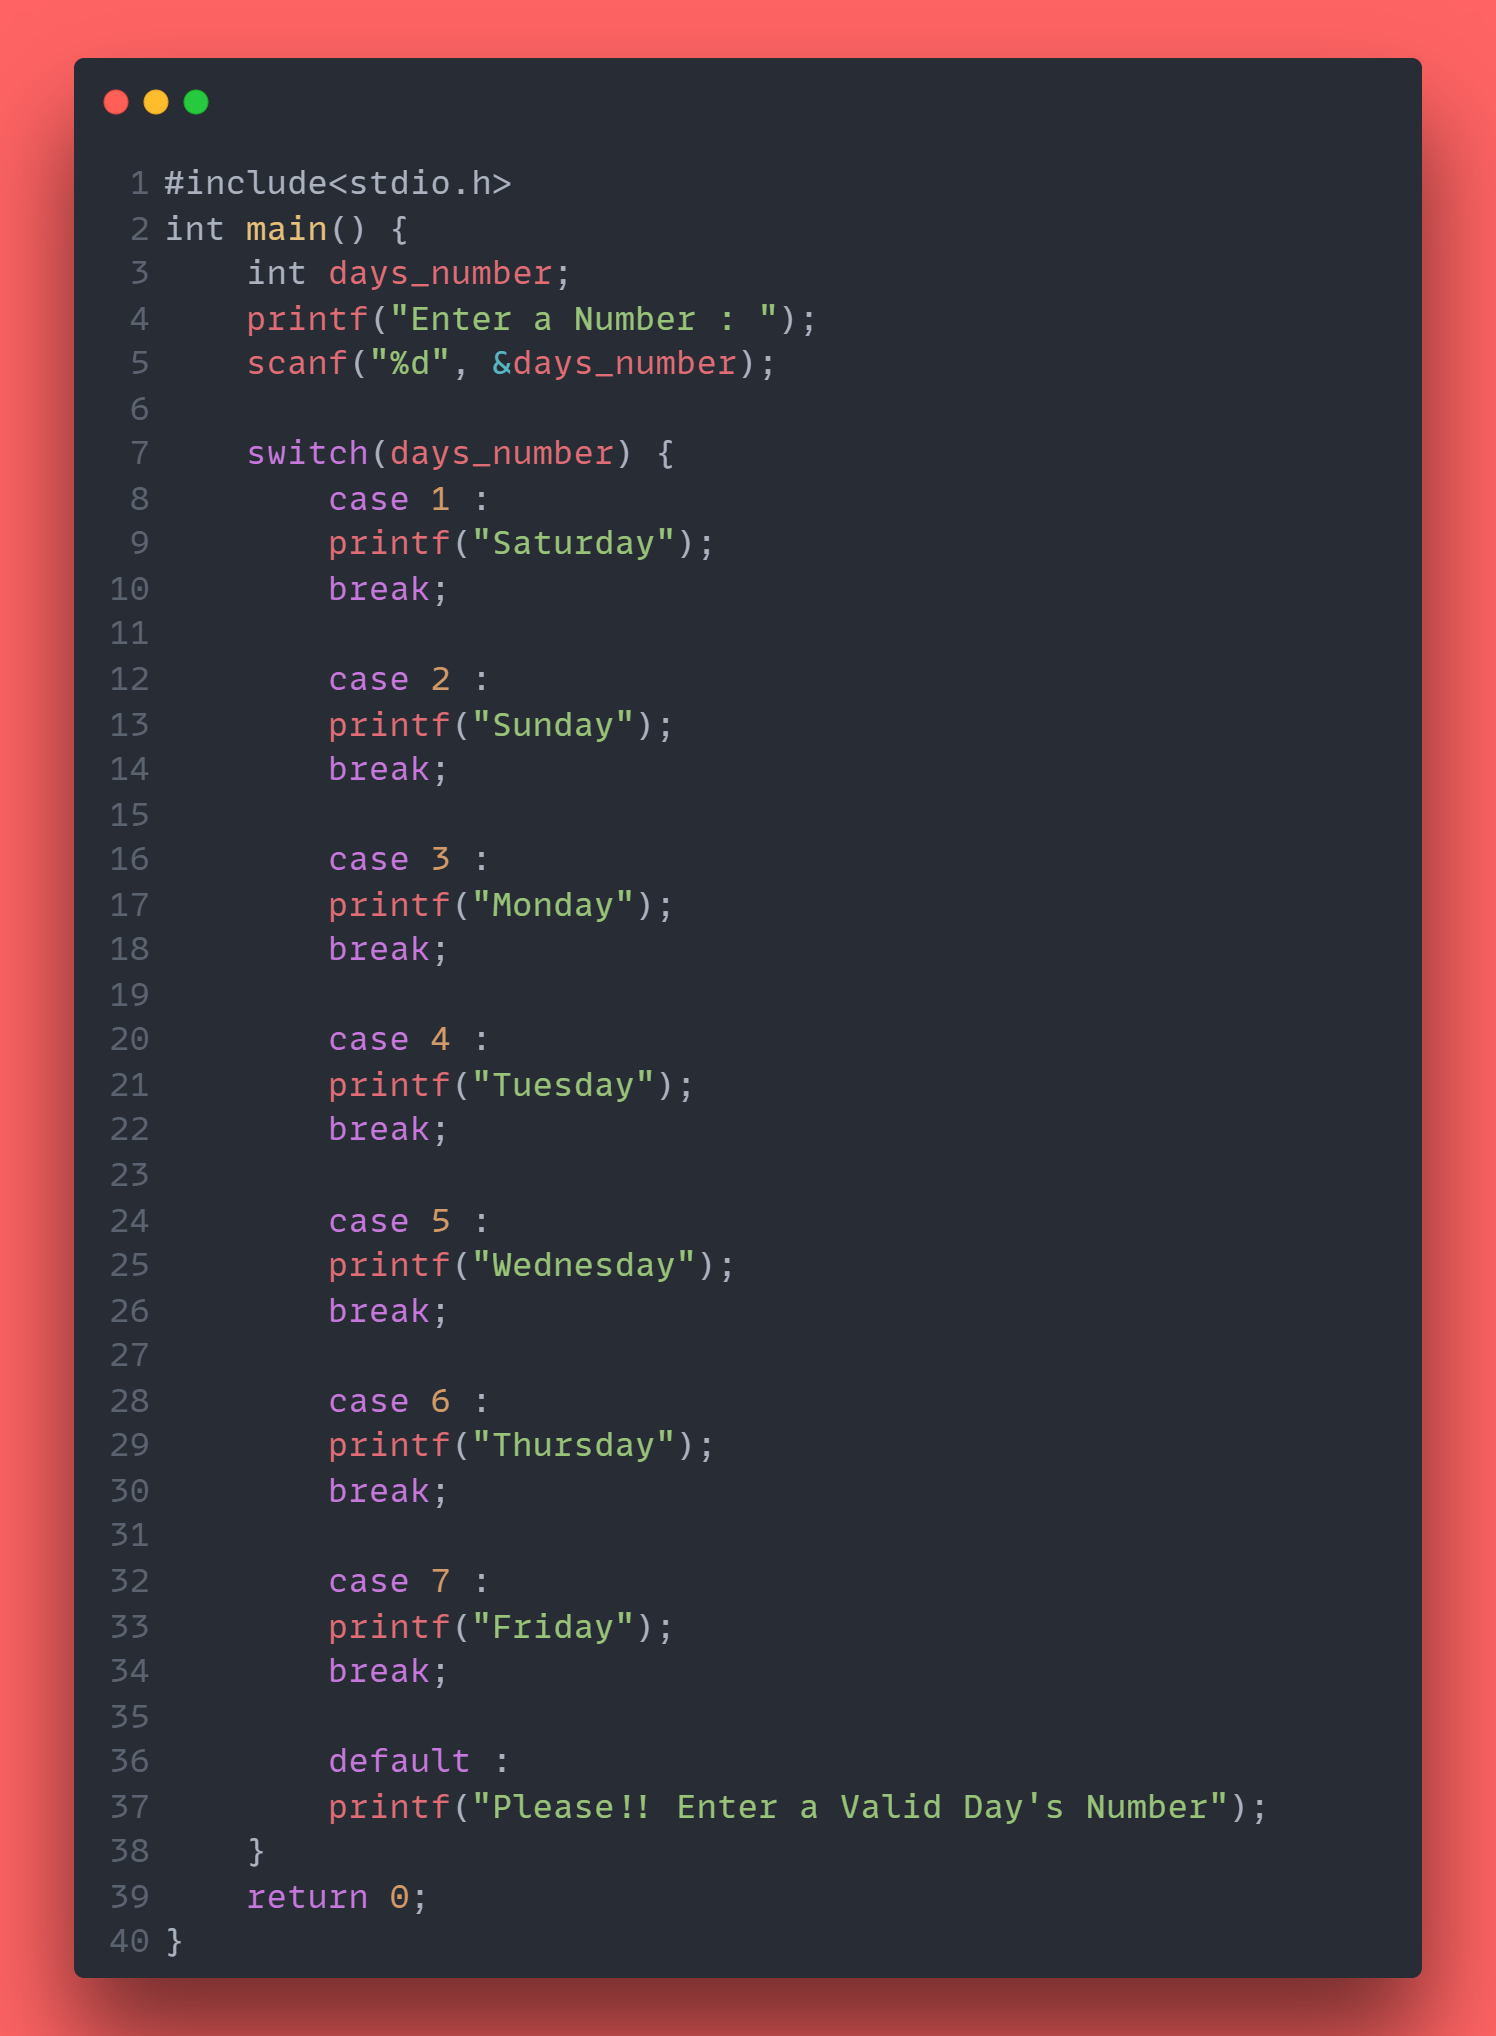 1 #include<stdio.h>
2 int main() {
3     int days_number;
4     printf("Enter a Number : ");
5     scanf("%d", &days_number);
6
7     switch(days_number) {
8         case 1 :
9         printf("Saturday");
10         break;
11
12         case 2 :
13         printf("Sunday");
14         break;
15
16         case 3 :
17         printf("Monday");
18         break;
19
20         case 4 :
21         printf("Tuesday");
22         break;
23
24         case 5 :
25         printf("Wednesday");
26         break;
27
28         case 6 :
29         printf("Thursday");
30         break;
31
32         case 7 :
33         printf("Friday");
34         break;
35
36         default :
37         printf("Please!! Enter a Valid Day's Number");
38     }
39     return 0;
40 }